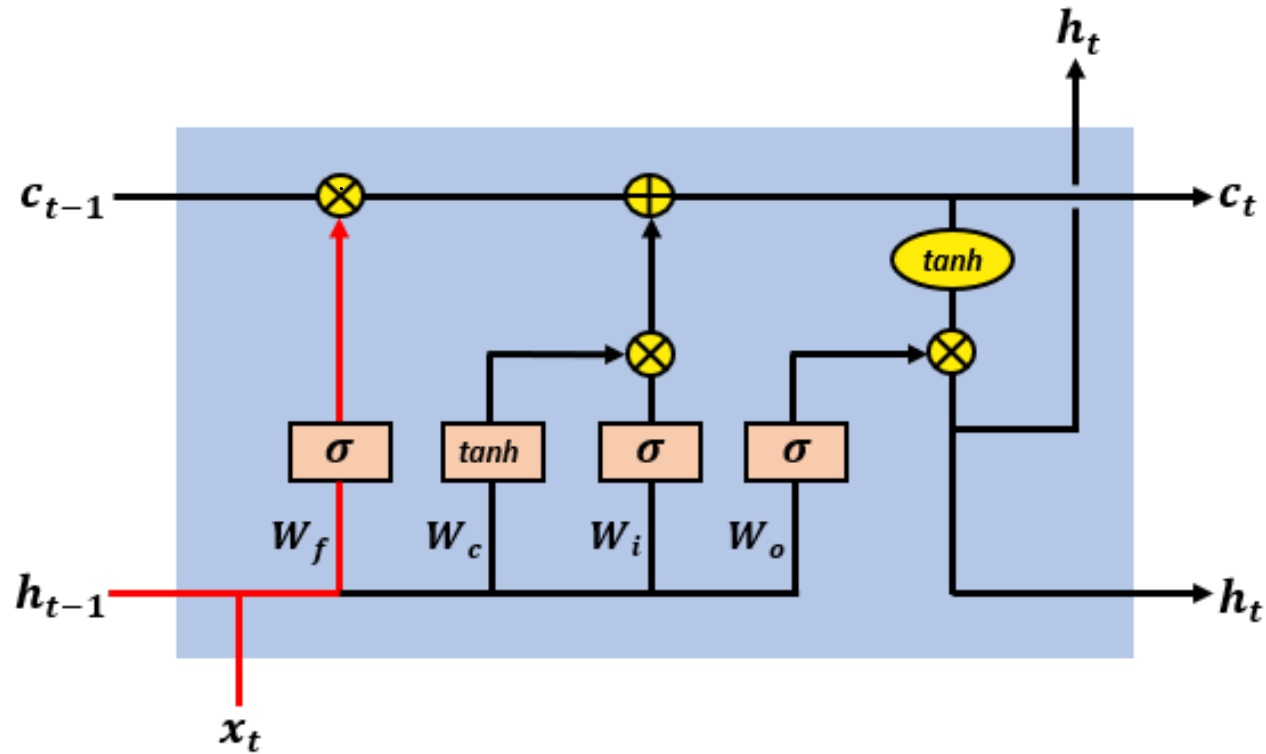 h_t
c_{t-1}
c_t
tanh
σ
tanh
σ
σ
W_f
W_c
W_i
W_o
h_{t-1}
h_t
x_t